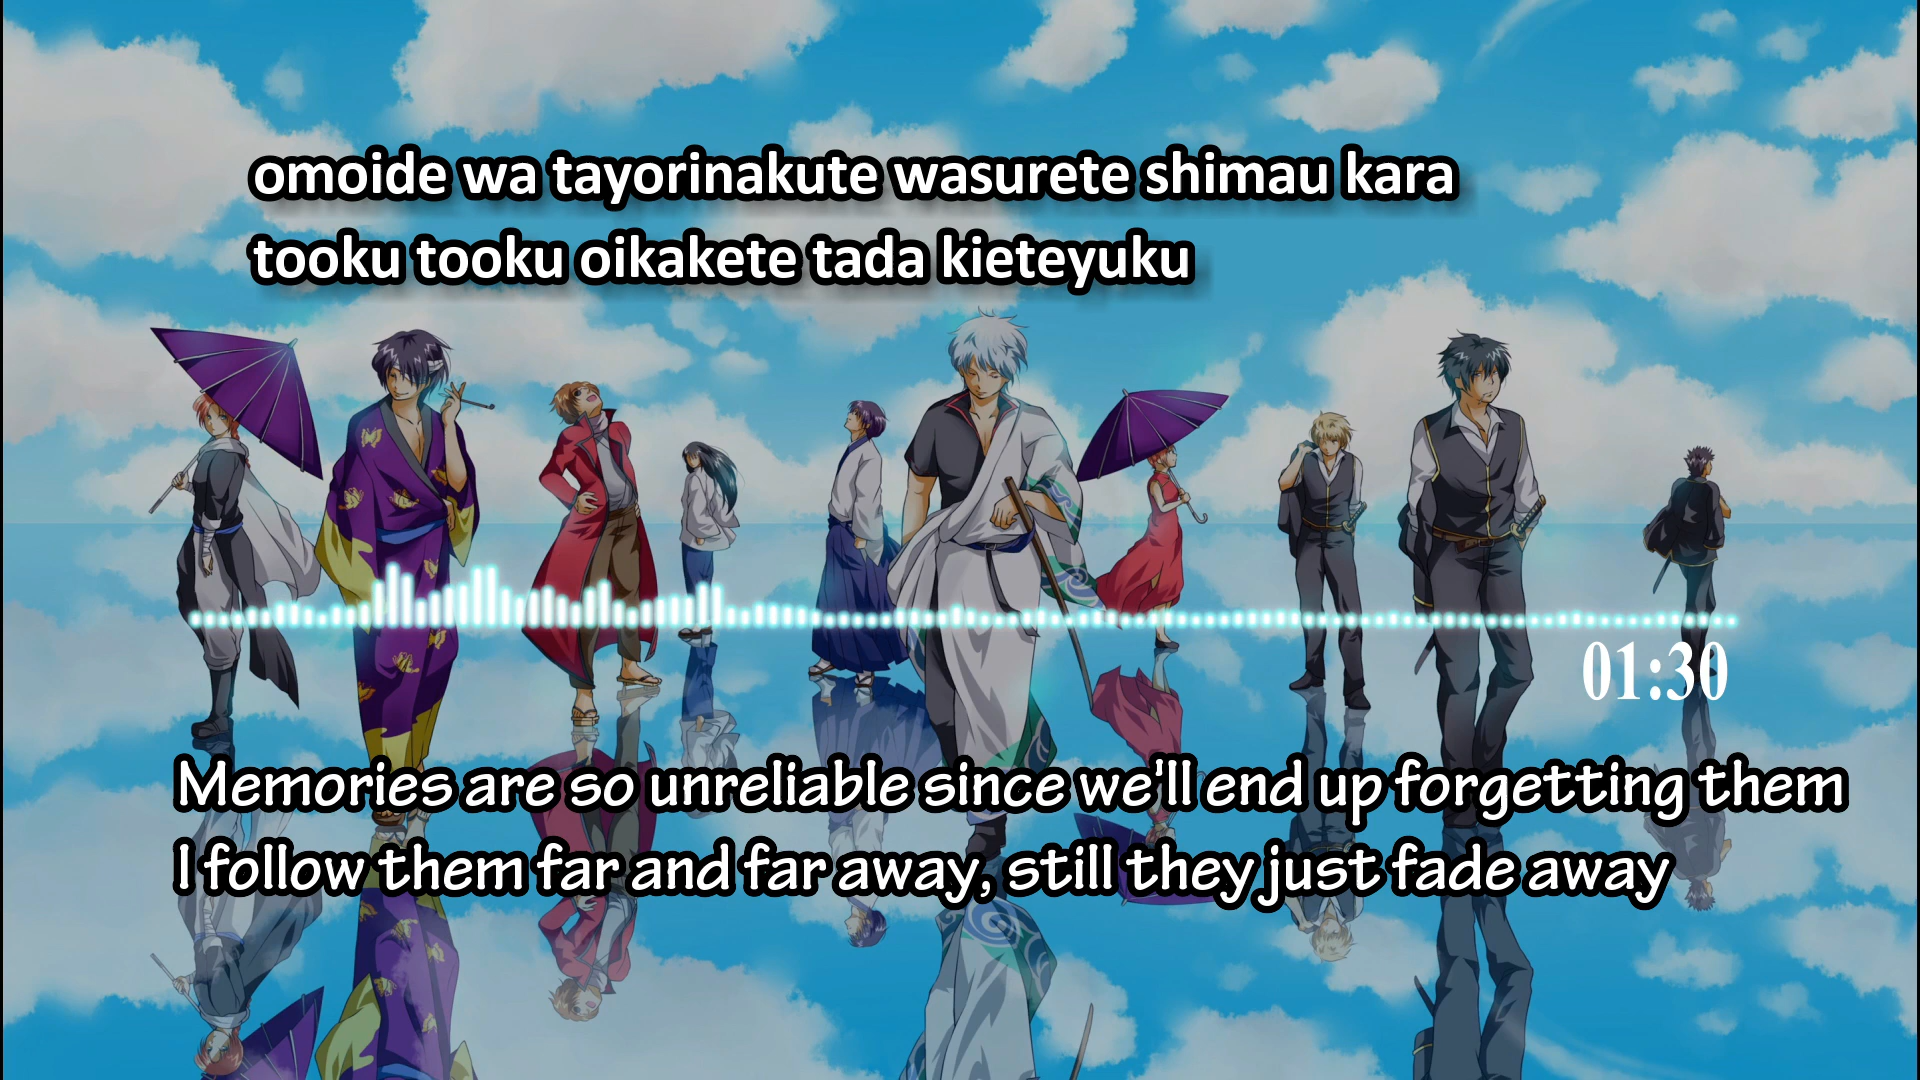 omoide wa tayorinakute wasurete shimau kara
tooku tooku oikakete tada kieteyuku
01:30
Memories are so unreliable since we'll end up forgetting them
I follow them far and far away, still they just fade away